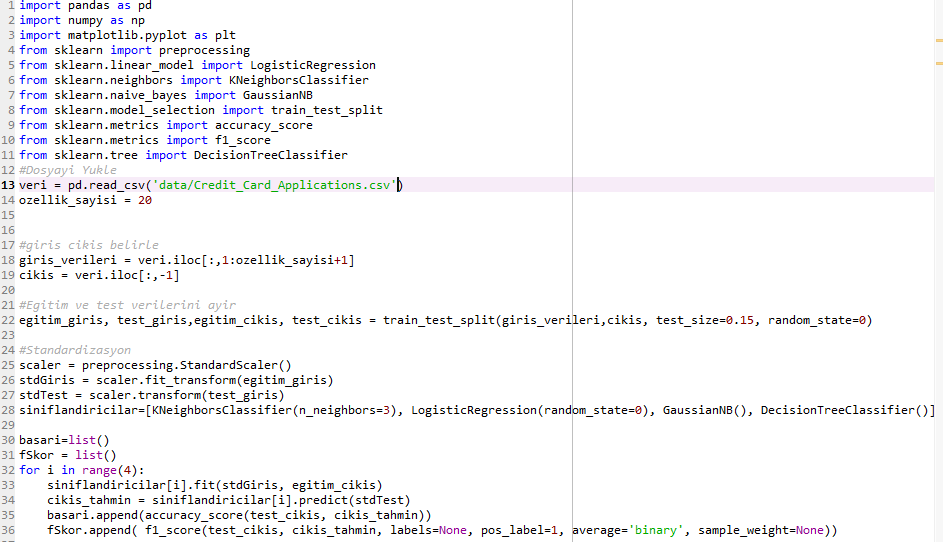 1 import pandas as pd
2 import numpy as np
3 import matplotlib.pyplot as plt
4 from sklearn import preprocessing
5 from sklearn.linear_model import LogisticRegression
6 from sklearn.neighbors import KNeighborsClassifier
7 from sklearn.naive_bayes import GaussianNB
8 from sklearn.model_selection import train_test_split
9 from sklearn.metrics import accuracy_score
10 from sklearn.metrics import f1_score
11 from sklearn.tree import DecisionTreeClassifier
12 #Dosyayi Yukle
13 veri = pd.read_csv('data/Credit_Card_Applications.csv')
14 ozellik_sayisi = 20
15
16
17 #giris cikis belirle
18 giris_verileri = veri.iloc[:,1:ozellik_sayisi+1]
19 cikis = veri.iloc[:,-1]
20
21 #Egitim ve test verilerini ayir
22 egitim_giris, test_giris,egitim_cikis, test_cikis = train_test_split(giris_verileri,cikis, test_size=0.15, random_state=0)
23
24 #Standardizasyon
25 scaler = preprocessing.StandardScaler()
26 stdGiris = scaler.fit_transform(egitim_giris)
27 stdTest = scaler.transform(test_giris)
28 siniflandiricilar=[KNeighborsClassifier(n_neighbors=3), LogisticRegression(random_state=0), GaussianNB(), DecisionTreeClassifier()]
29
30 basari=list()
31 fSkor = list()
32 for i in range(4):
33     siniflandiricilar[i].fit(stdGiris, egitim_cikis)
34     cikis_tahmin = siniflandiricilar[i].predict(stdTest)
35     basari.append(accuracy_score(test_cikis, cikis_tahmin))
36     fSkor.append( f1_score(test_cikis, cikis_tahmin, labels=None, pos_label=1, average='binary', sample_weight=None))